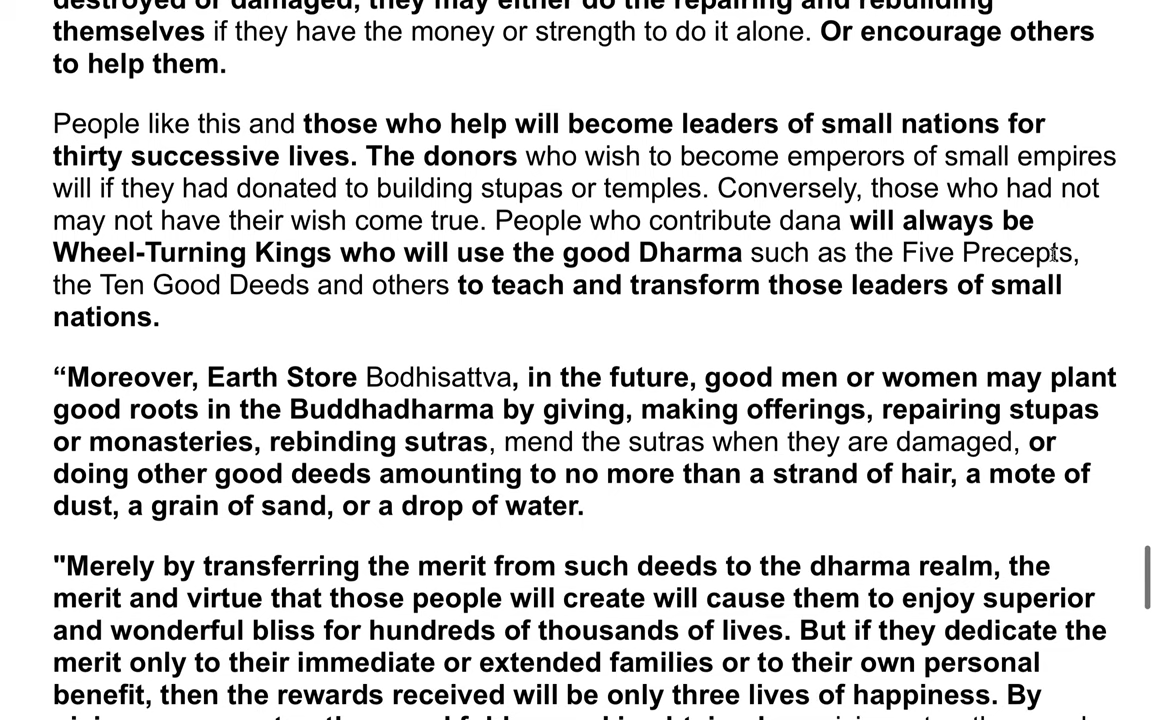 destroyed or damaged, they may either do the repairing and rebuilding
themselves if they have the money or strength to do it alone. Or encourage others
to help them.
People like this and those who help will become leaders of small nations for
thirty successive lives. The donors who wish to become emperors of small empires
will if they had donated to building stupas or temples. Conversely, those who had not
may not have their wish come true. People who contribute dana will always be
Wheel-Turning Kings who will use the good Dharma such as the Five Precepts,
the Ten Good Deeds and others to teach and transform those leaders of small
nations.
“Moreover, Earth Store Bodhisattva, in the future, good men or women may plant
good roots in the Buddhadharma by giving, making offerings, repairing stupas
or monasteries, rebinding sutras, mend the sutras when they are damaged, or
doing other good deeds amounting to no more than a strand of hair, a mote of
dust, a grain of sand, or a drop of water.
"Merely by transferring the merit from such deeds to the dharma realm, the
merit and virtue that those people will create will cause them to enjoy superior
and wonderful bliss for hundreds of thousands of lives. But if they dedicate the
merit only to their immediate or extended families or to their own personal
benefit, then the rewards received will be only three lives of happiness. By